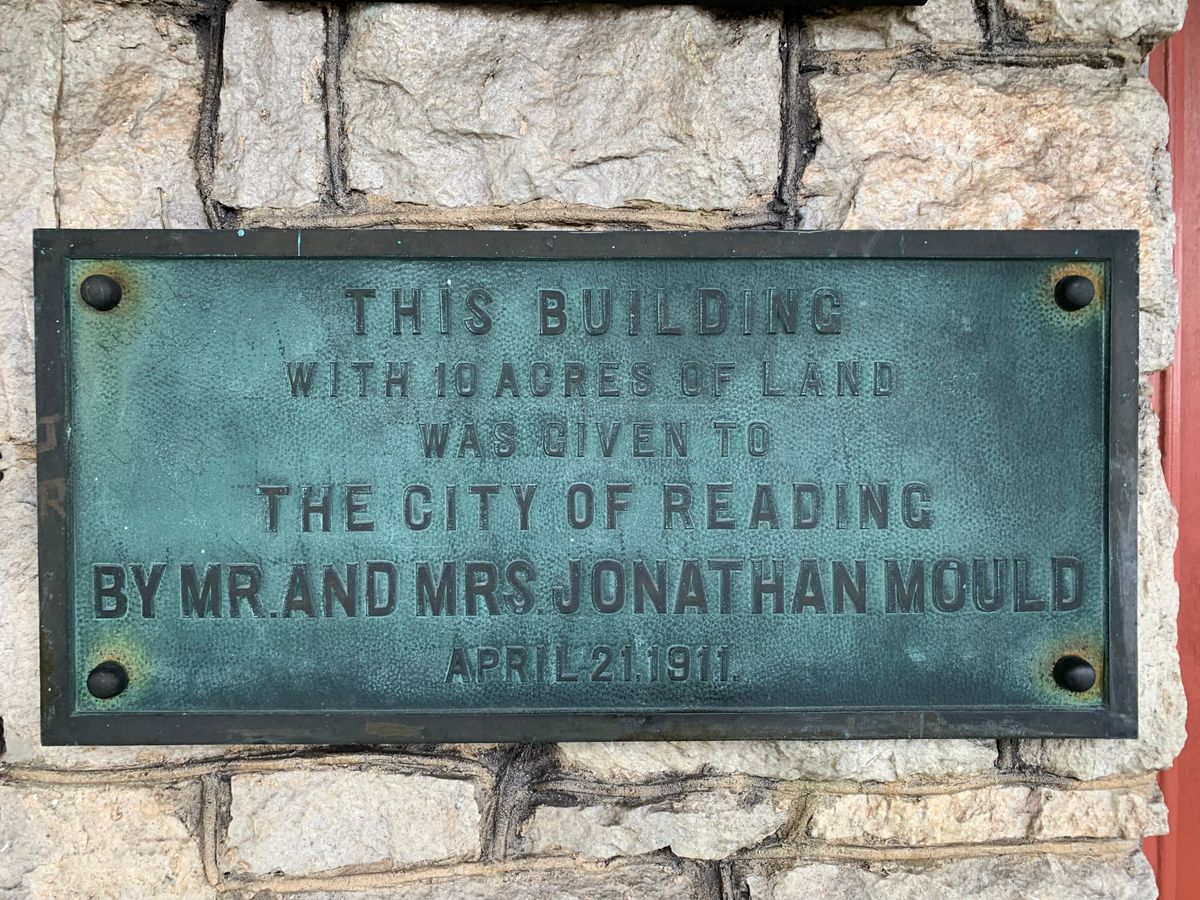 THIS BUILDING
WITH 10 ACRES OF LAND
WAS GIVEN TO
THE CITY OF READING
BY MR. AND MRS. JONATHAN MOULD
APRIL 21, 1911.
J
R